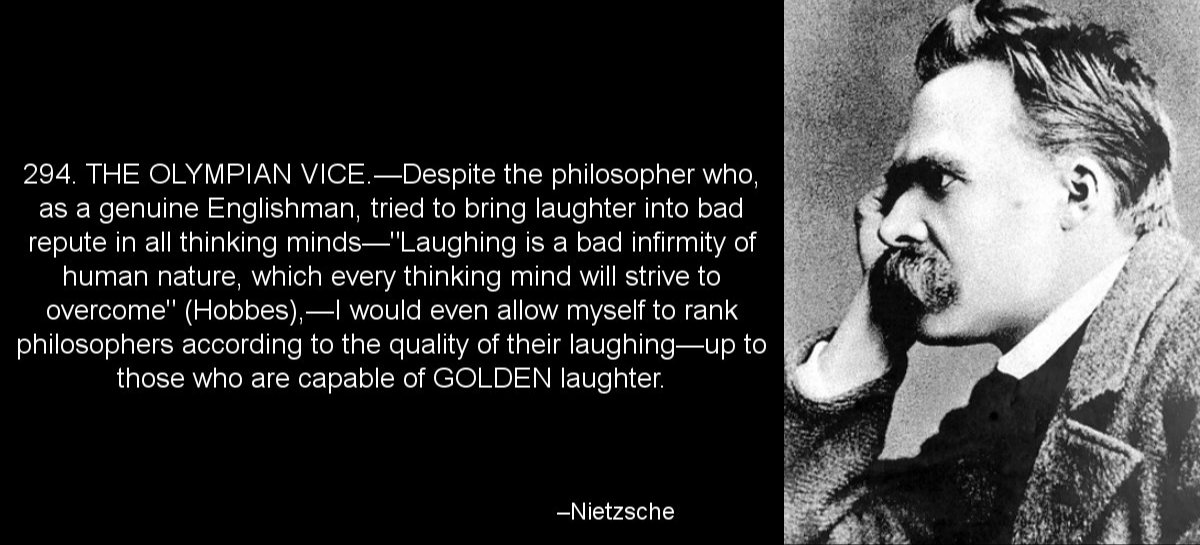 294. THE OLYMPIAN VICE.—Despite the philosopher who,
as a genuine Englishman, tried to bring laughter into bad
repute in all thinking minds—"Laughing is a bad infirmity of
human nature, which every thinking mind will strive to
overcome" (Hobbes),—I would even allow myself to rank
philosophers according to the quality of their laughing—up to
those who are capable of GOLDEN laughter.
–Nietzsche